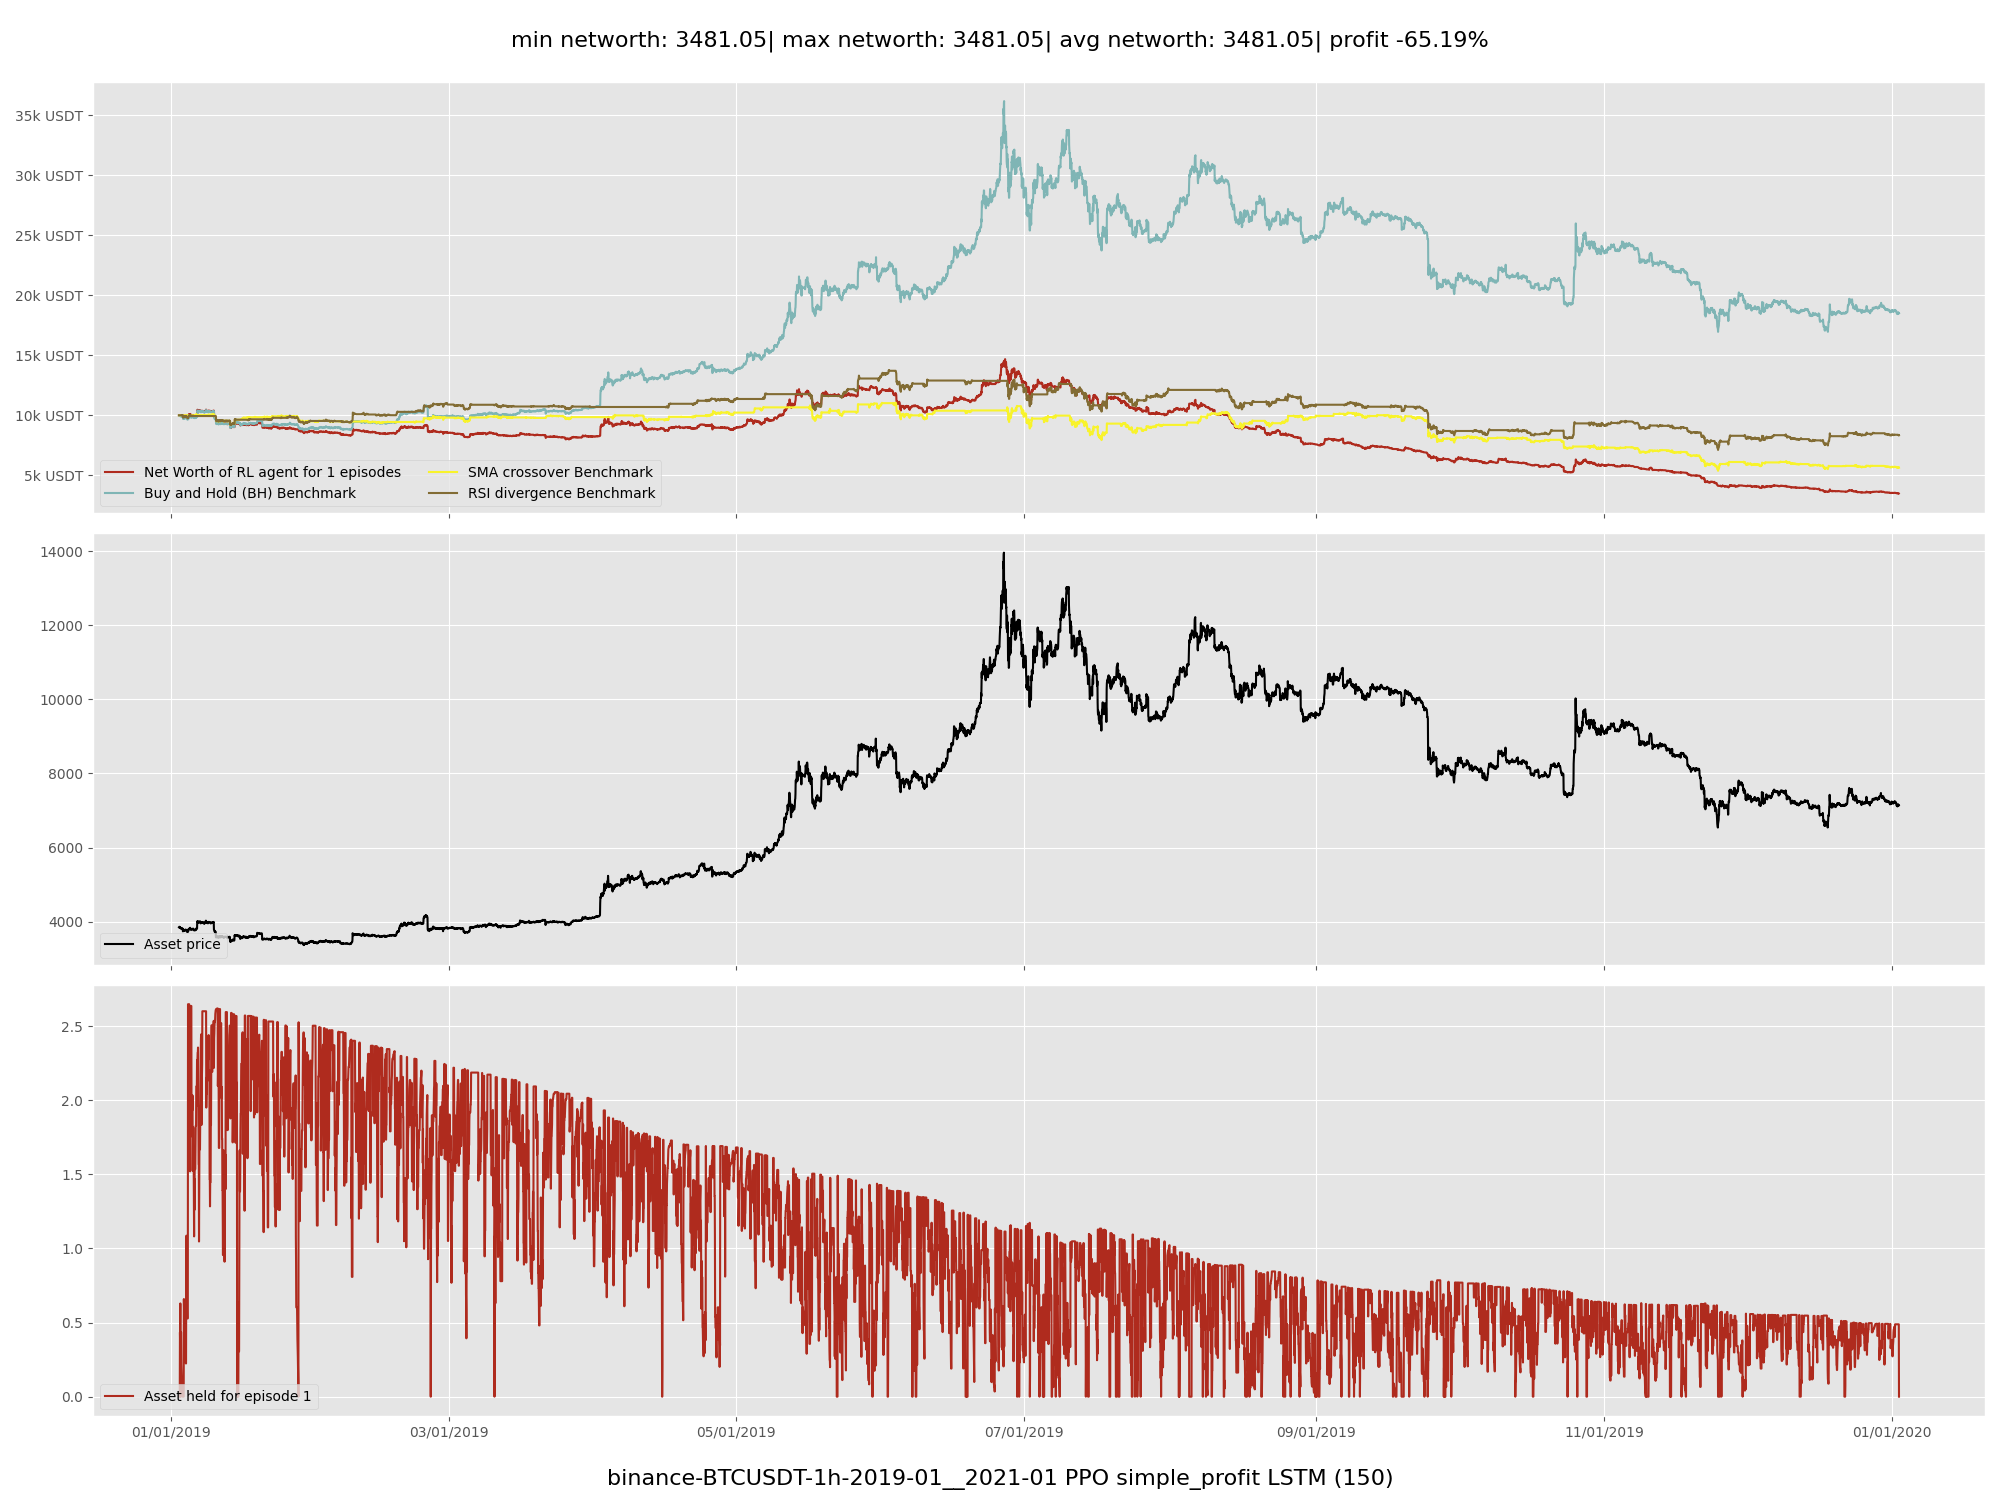 min networth: 3481.05| max networth: 3481.05| avg networth: 3481.05| profit -65.19%
35k USDT
30k USDT
25k USDT
20k USDT
15k USDT
10k USDT
5k USDT
Net Worth of RL agent for 1 episodes
Buy and Hold (BH) Benchmark
SMA crossover Benchmark
RSI divergence Benchmark
14000
12000
10000
8000
6000
4000
Asset price
2.5
2.0
1.5
1.0
0.5
0.0
Asset held for episode 1
01/01/2019 03/01/2019 05/01/2019 07/01/2019 09/01/2019 11/01/2019 01/01/2020
binance-BTCUSDT-1h-2019-01__2021-01 PPO simple_profit LSTM (150)